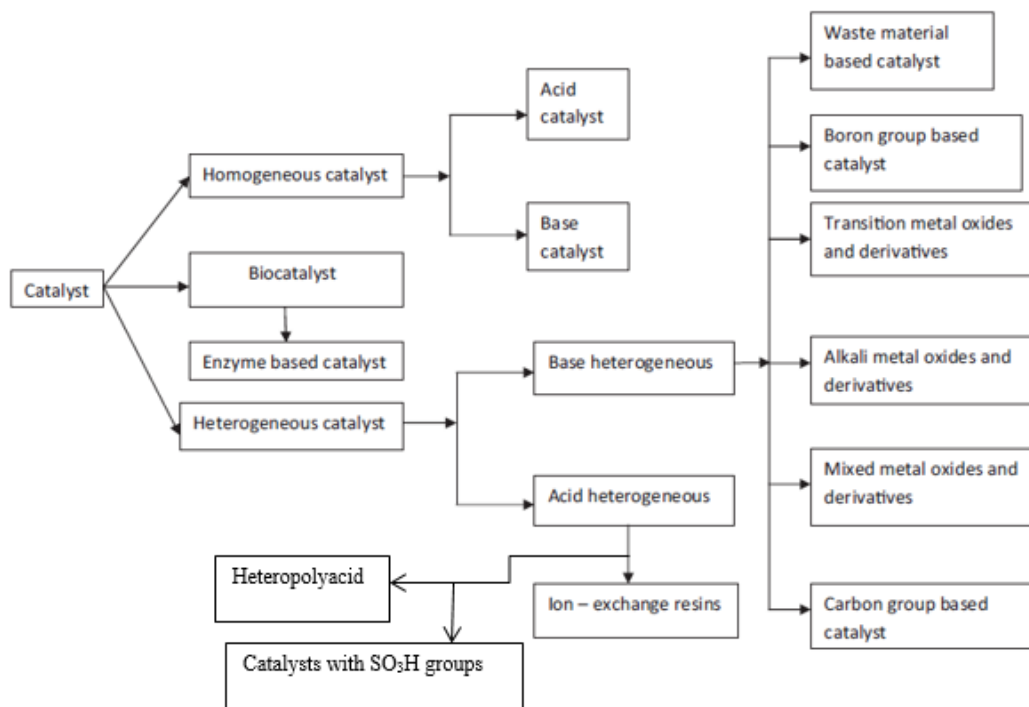 Waste material
based catalyst
Acid
catalyst
Boron group based
catalyst
Homogeneous catalyst
Base
catalyst
Transition metal oxides
and derivatives
Biocatalyst
Catalyst
Enzyme based catalyst
Base heterogeneous
Alkali metal oxides and
derivatives
Heterogeneous catalyst
Mixed metal oxides and
derivatives
Acid heterogeneous
Heteropolyacid
Ion – exchange resins
Carbon group based
catalyst
Catalysts with SO₃H groups